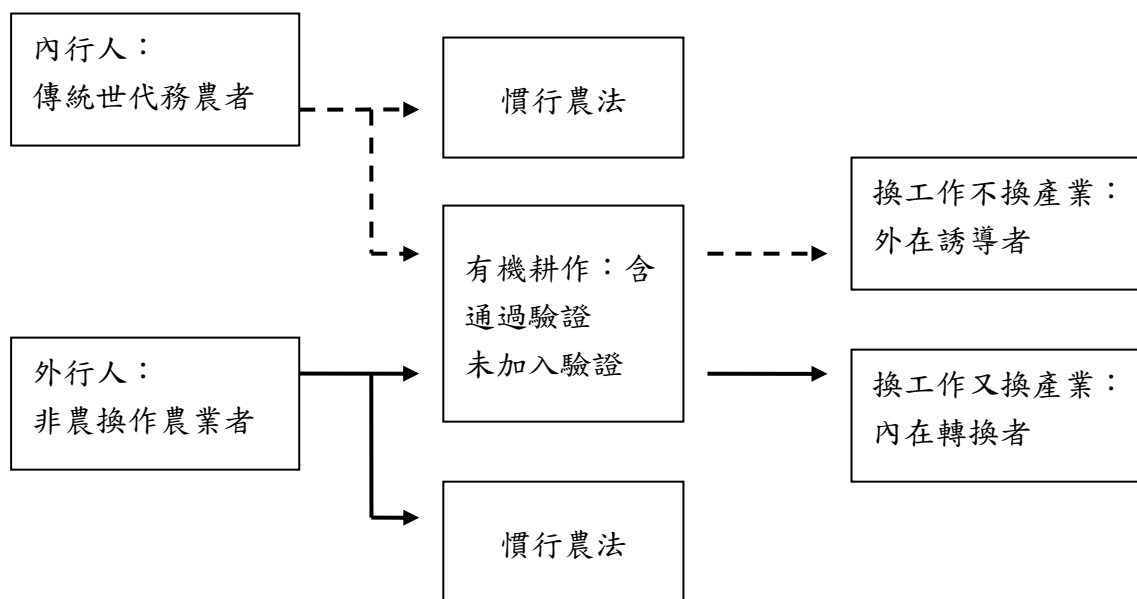 內行人：
傳統世代務農者
慣行農法
有機耕作：含
通過驗證
未加入驗證
換工作不換產業：
外在誘導者
外行人：
非農換作農業者
換工作又換產業：
內在轉換者
慣行農法